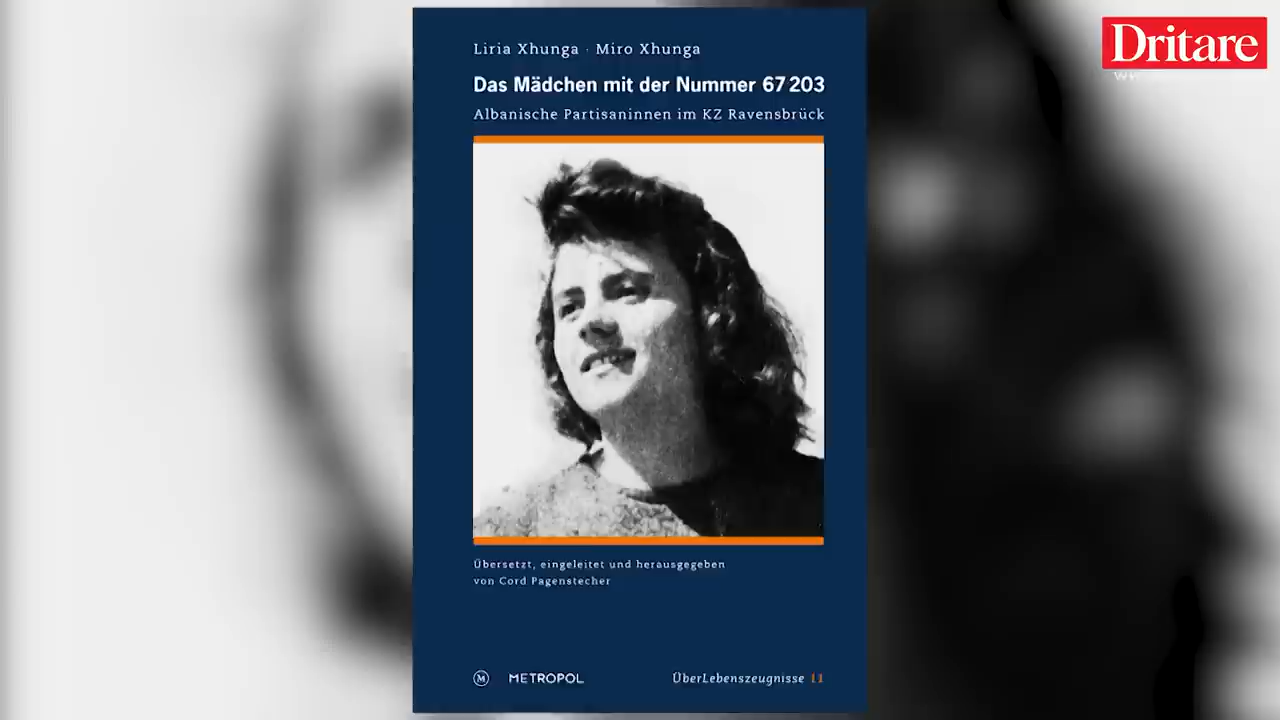 Liria Xhunga · Miro Xhunga
Das Mädchen mit der Nummer 67 203
Albanische Partisaninnen im KZ Ravensbrück
Übersetzt, eingeleitet und herausgegeben
von Cord Pagenstecher
M METROPOL
ÜberLebenszeugnisse 11
Dritare